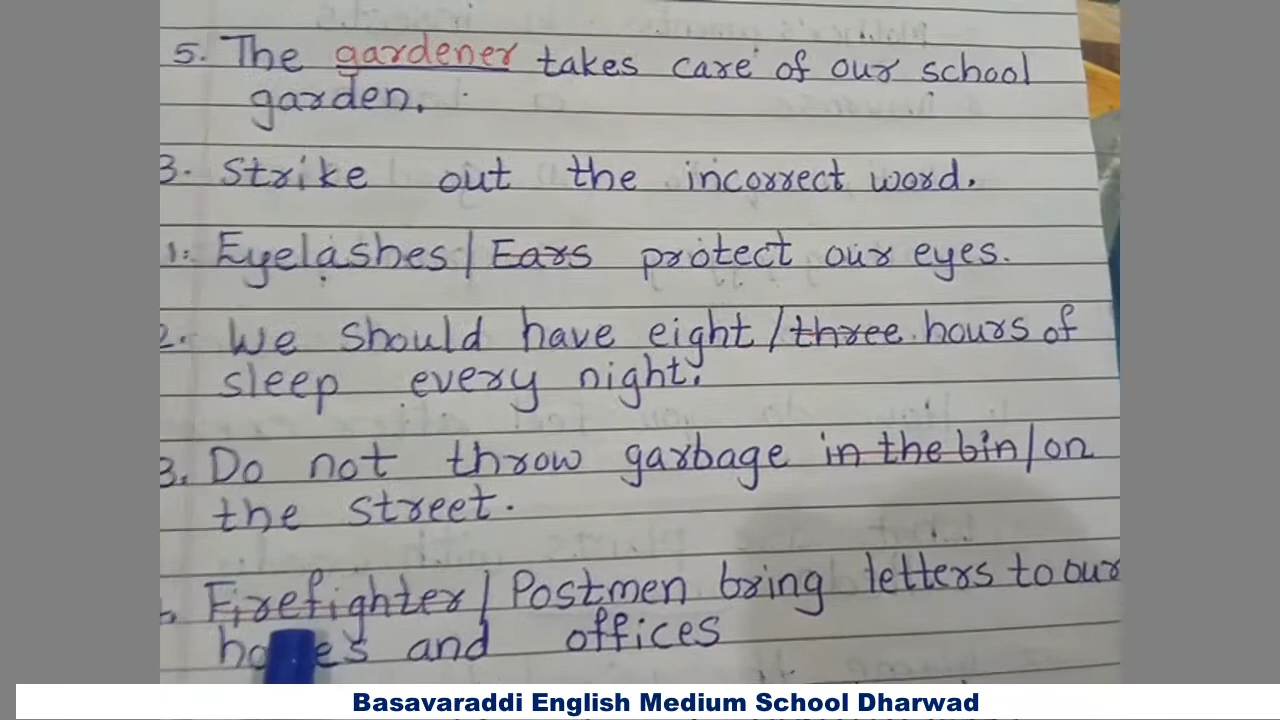 5. The gardener takes care of our school
garden.
3. Strike out the incorrect word.
1. Eyelashes / Ears protect our eyes.
2. We should have eight / three hours of
sleep every night.
3. Do not throw garbage in the bin / on
the street.
Firefighter / Postmen bring letters to our
and offices
Basavaraddi English Medium School Dharwad